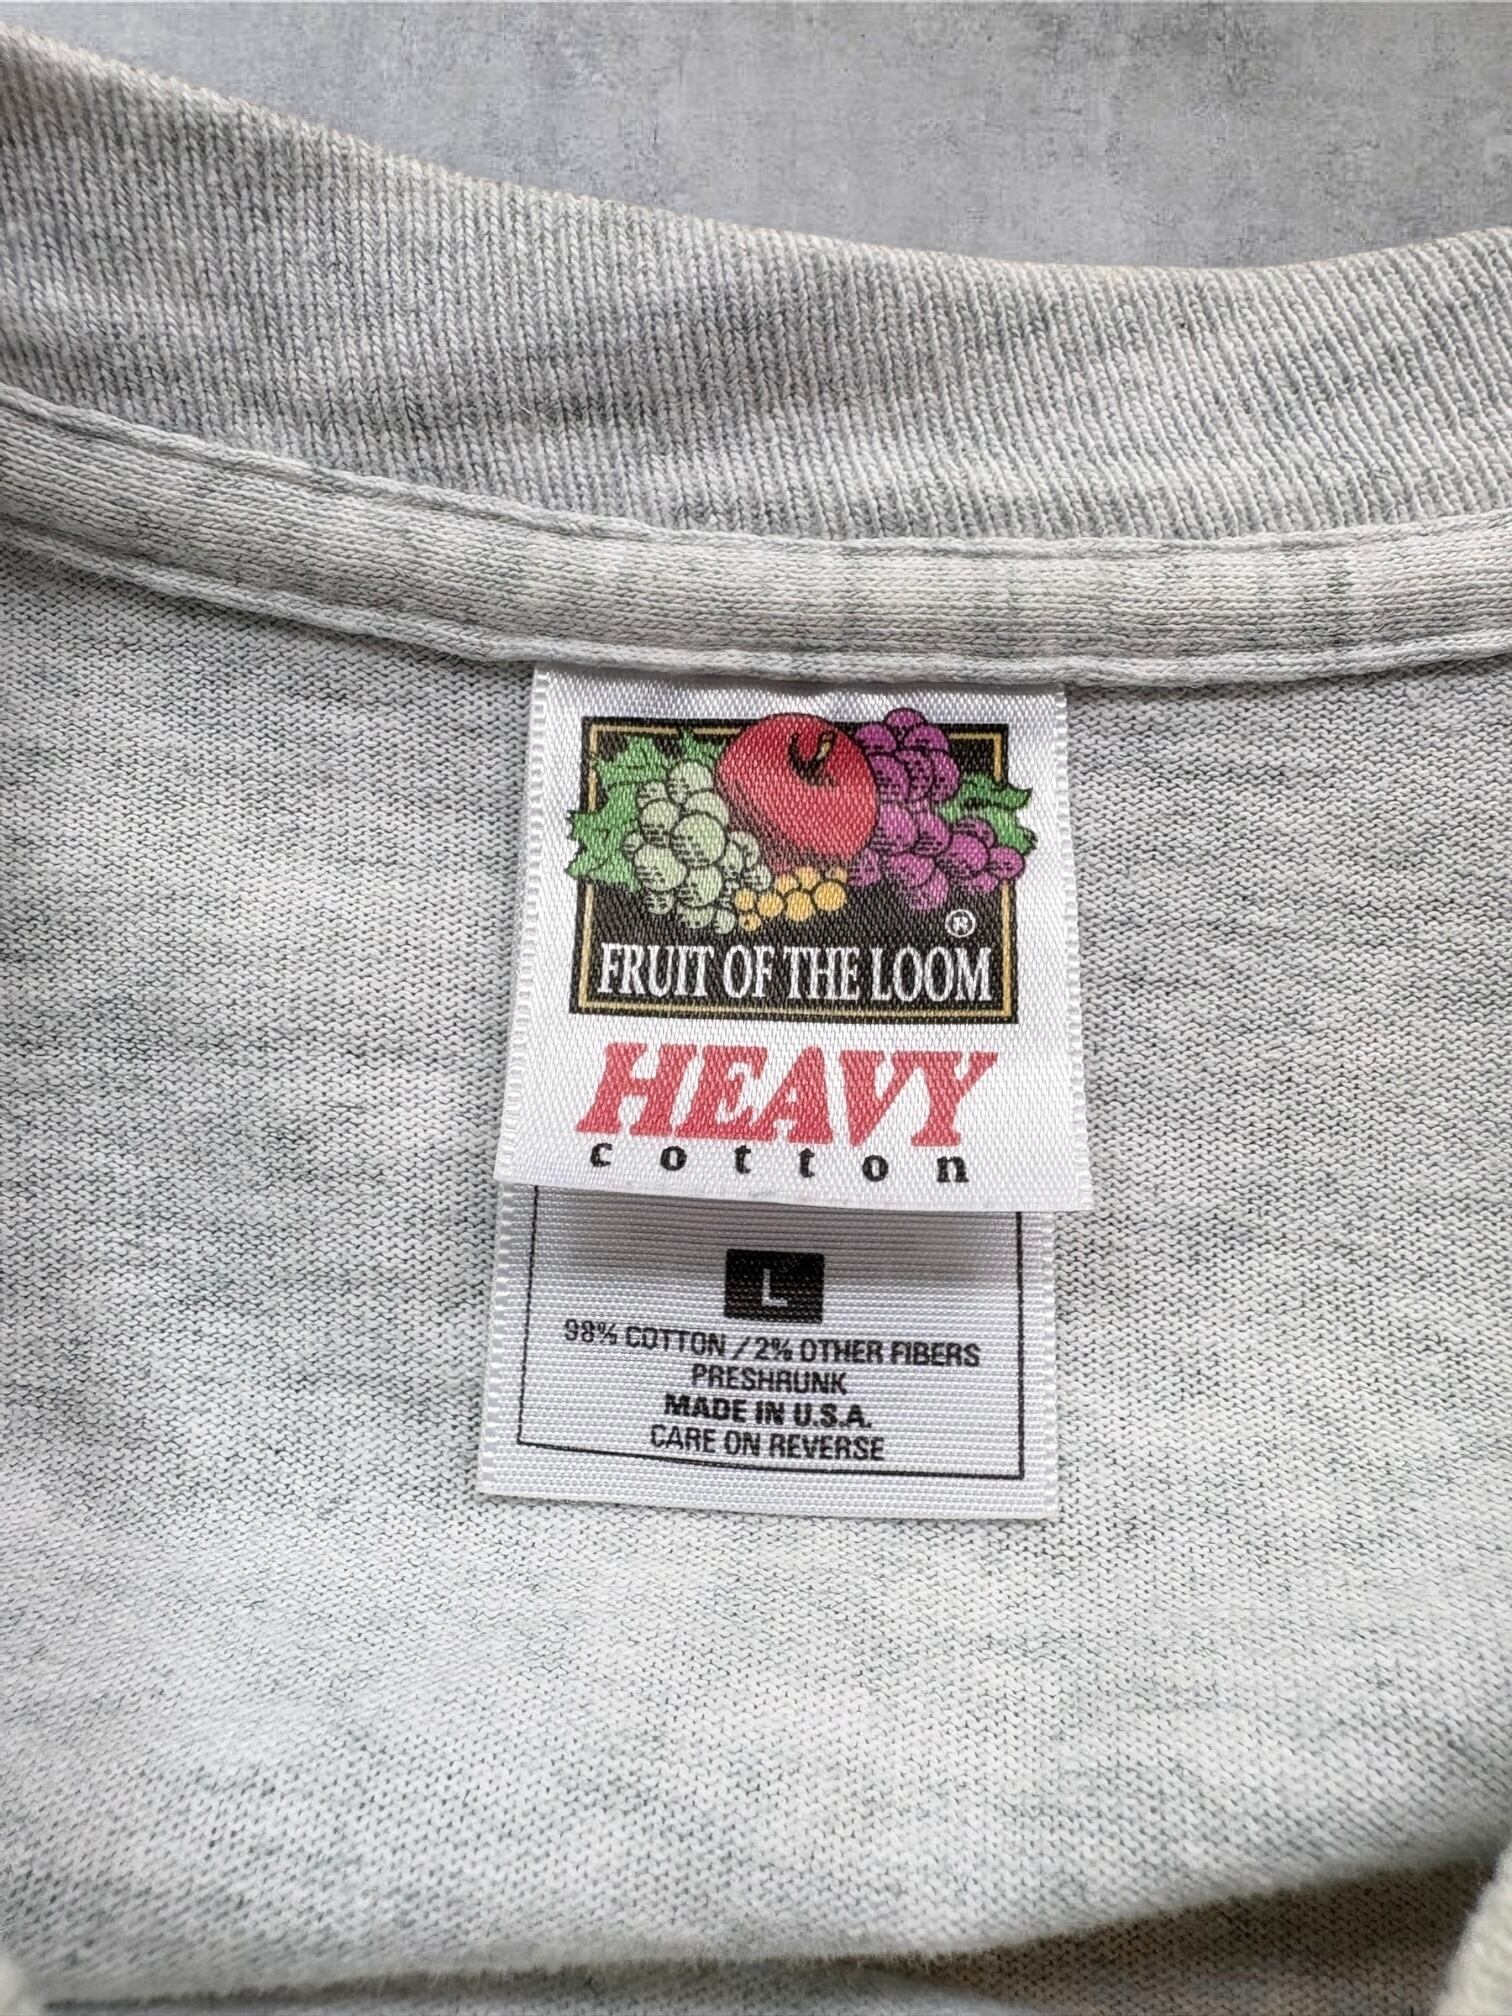 ®
FRUIT OF THE LOOM
HEAVY
cotton
L
98% COTTON / 2% OTHER FIBERS
PRESHRUNK
MADE IN U.S.A.
CARE ON REVERSE